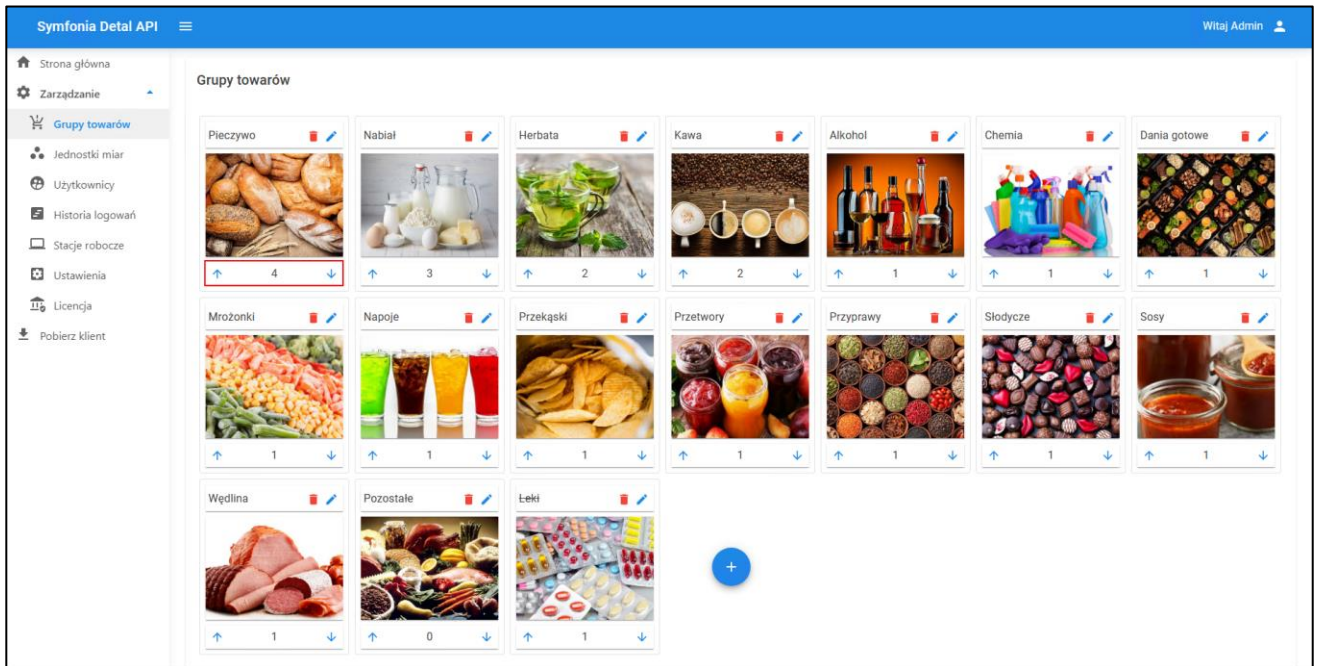 Symfonia Detal API
Witaj Admin
Strona główna
Zarządzanie
Grupy towarów
Jednostki miar
Użytkownicy
Historia logowań
Stacje robocze
Ustawienia
Licencja
Pobierz klient
Grupy towarów
Pieczywo Nabiał Herbata Kawa Alkohol Chemia Dania gotowe
4 3 2 2 1 1 1
Mrożonki Napoje Przekąski Przetwory Przyprawy Słodycze Sosy
1 1 1 1 1 1 1
Wędlina Pozostałe Leki
1 0 1